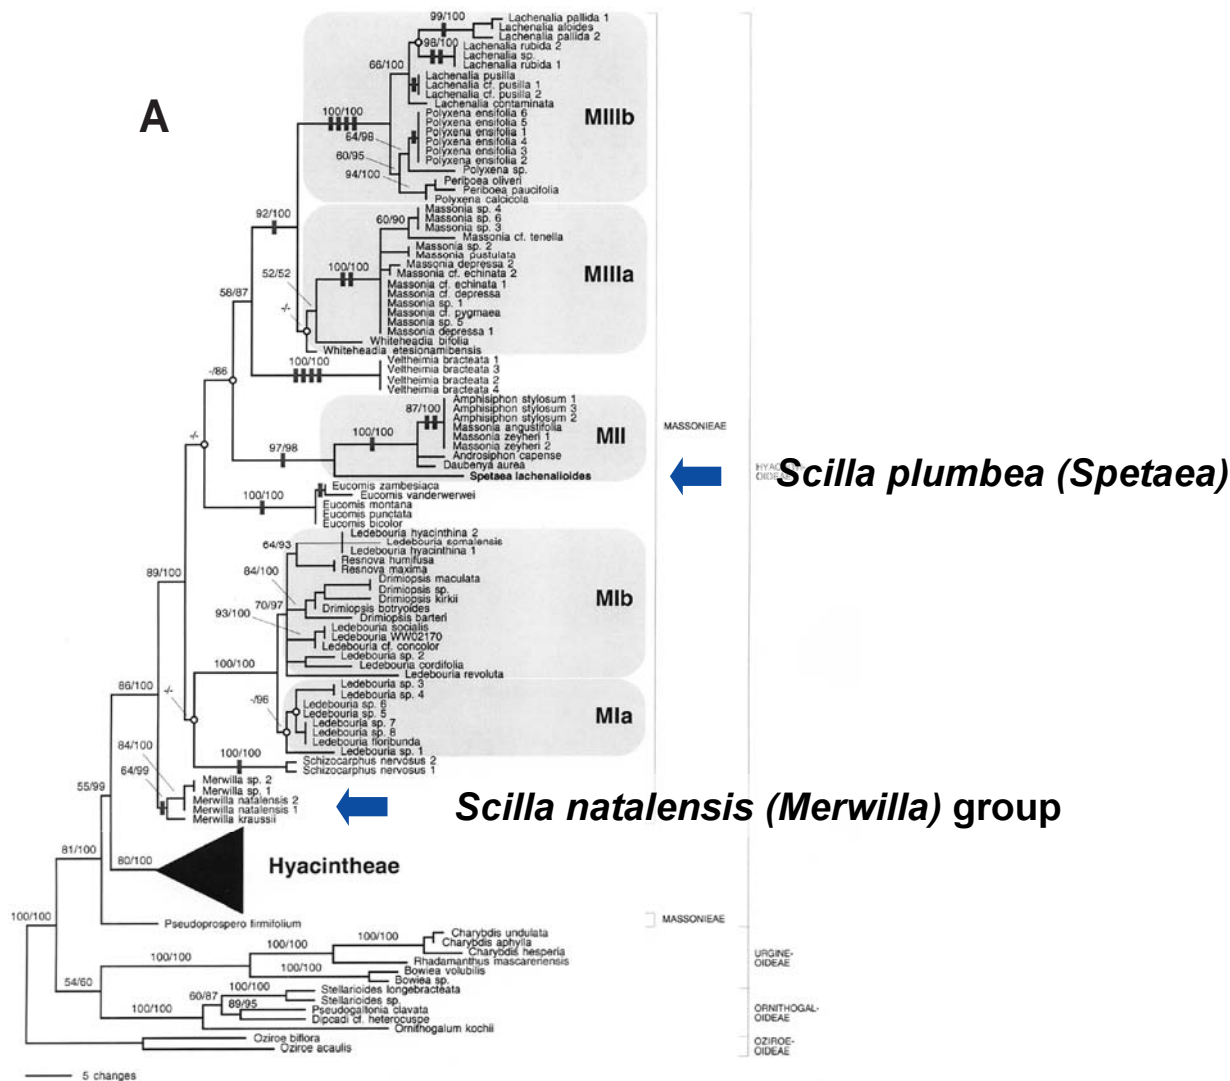 A
99/100
Lachenalia pallida 1
Lachenalia aloides
Lachenalia pallida 2
98/100
Lachenalia rubida 2
Lachenalia sp.
Lachenalia rubida 1
66/100
Lachenalia pusilla
Lachenalia cf. pusilla 1
Lachenalia cf. pusilla 2
Lachenalia contaminata
100/100
MIIIb
Polyxena ensifolia 6
Polyxena ensifolia 5
Polyxena ensifolia 1
64/98
Polyxena ensifolia 4
Polyxena ensifolia 3
60/95
Polyxena ensifolia 2
Polyxena sp.
94/100
Periboea oliveri
Periboea paucifolia
Polyxena calcicola
92/100
60/90
Massonia sp. 4
Massonia sp. 6
Massonia sp. 3
Massonia cf. tenella
Massonia sp. 2
Massonia pustulata
52/52
100/100
Massonia depressa 2
Massonia cf. echinata 2
MIIIa
Massonia cf. echinata 1
58/87
Massonia cf. depressa
Massonia sp. 1
-/-
Massonia cf. pygmaea
Massonia sp. 5
Massonia depressa 1
Whiteheadia bifolia
Whiteheadia etesionamibensis
100/100
Veltheimia bracteata 1
Veltheimia bracteata 3
-/86
Veltheimia bracteata 2
Veltheimia bracteata 4
87/100
Amphisiphon stylosum 1
Amphisiphon stylosum 3
Amphisiphon stylosum 2
MASSONIEAE
-/-
97/98
100/100
Massonia angustifolia
Massonia zeyheri 1
Massonia zeyheri 2
MII
Androsiphon capense
Daubenya aurea
Spetaea lachenalioides
Scilla plumbea (Spetaea)
100/100
Eucomis zambesiaca
Eucomis vanderwerwei
Eucomis montana
Eucomis punctata
Eucomis bicolor
64/93
Ledebouria hyacinthina 2
Ledebouria somalensis
Ledebouria hyacinthina 1
Resnova humifusa
Resnova maxima
89/100
84/100
Drimiopsis maculata
Drimiopsis sp.
Drimiopsis kirkii
MIb
70/97
Drimiopsis botryoides
93/100
Drimiopsis barteri
Ledebouria socialis
Ledebouria WW02170
Ledebouria cf. concolor
Ledebouria sp. 2
100/100
Ledebouria cordifolia
Ledebouria revoluta
86/100
-/-
-/96
Ledebouria sp. 3
Ledebouria sp. 4
Ledebouria sp. 6
Ledebouria sp. 5
MIa
Ledebouria sp. 7
Ledebouria sp. 8
Ledebouria floribunda
Ledebouria sp. 1
84/100
100/100
Schizocarphus nervosus 2
Schizocarphus nervosus 1
64/99
55/99
Merwilla sp. 2
Merwilla sp. 1
Merwilla natalensis 2
Merwilla natalensis 1
Merwilla kraussii
Scilla natalensis (Merwilla) group
81/100
80/100
Hyacintheae
100/100
Pseudoprospero firmifolium
MASSONIEAE
100/100
Charybdis undulata
Charybdis aphylla
100/100
Charybdis hesperia
Rhadamanthus mascarenensis
100/100
URGINE-
OIDEAE
100/100
Bowiea volubilis
Bowiea sp.
54/60
100/100
Stellarioides longebracteata
Stellarioides sp.
60/87
89/95
Pseudogaltonia clavata
Dipcadi cf. heterocuspe
100/100
Ornithogalum kochii
ORNITHOGAL-
OIDEAE
Oziroe biflora
Oziroe acaulis
OZIROE-
OIDEAE
5 changes